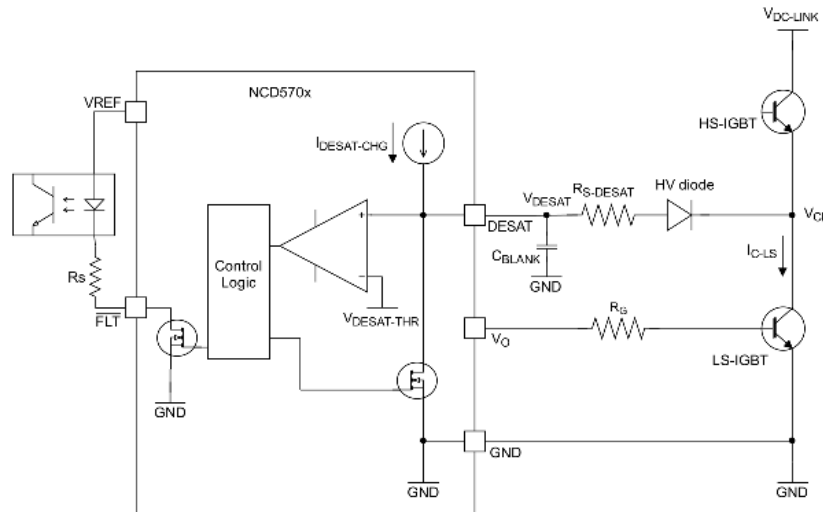 VDC-LINK
NCD570x
VREF
HS-IGBT
IDESAT-CHG
RS-DESAT
HV diode
VDESAT
DESAT
VCE
CBLANK
GND
IC-LS
Control
Logic
RS
VDESAT-THR
FLT
RG
VO
LS-IGBT
GND
GND
GND
GND